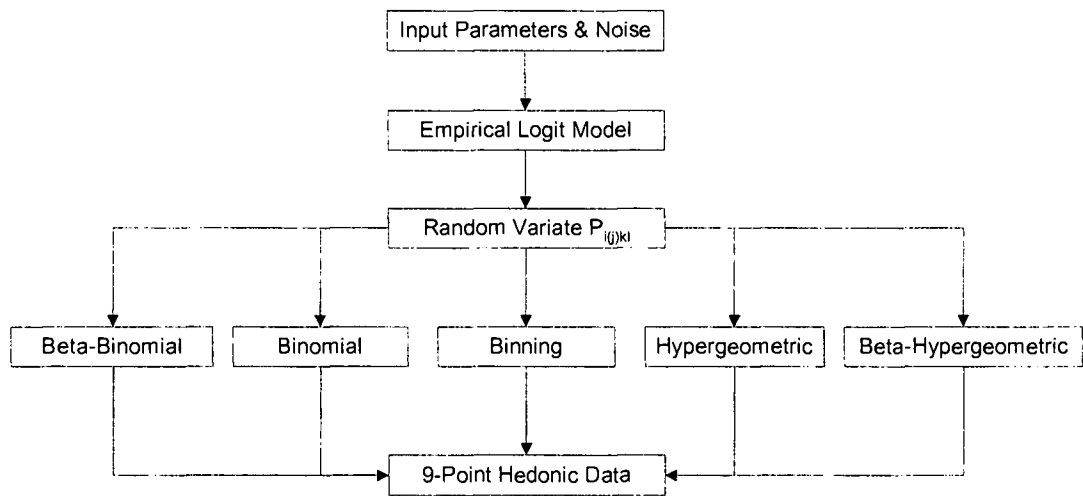 Input Parameters & Noise
Empirical Logit Model
Random Variate P_{i(j)kl}
Beta-Binomial
Binomial
Binning
Hypergeometric
Beta-Hypergeometric
9-Point Hedonic Data